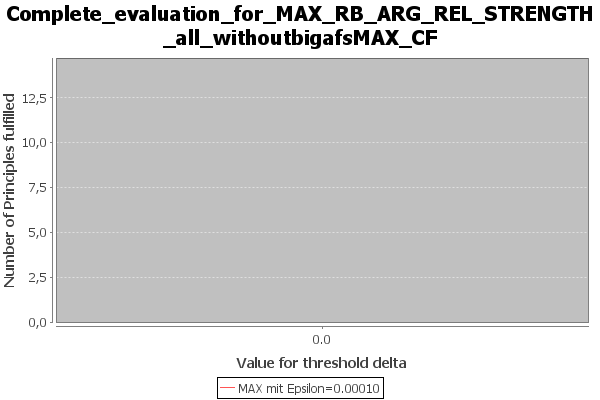 Complete_evaluation_for_MAX_RB_ARG_REL_STRENGTH
_all_withoutbigafsMAX_CF
Number of Principles fulfilled
12,5
10,0
7,5
5,0
2,5
0,0
0.0
Value for threshold delta
MAX mit Epsilon=0.00010